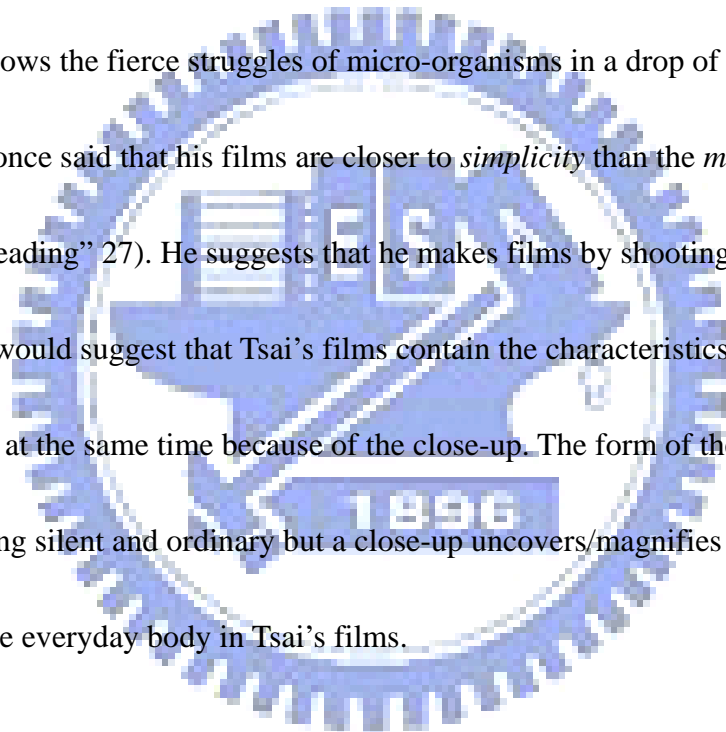 ows the fierce struggles of micro-organisms in a drop of
once said that his films are closer to simplicity than the m
eading” 27). He suggests that he makes films by shooting
would suggest that Tsai’s films contain the characteristics
at the same time because of the close-up. The form of the
ng silent and ordinary but a close-up uncovers/magnifies
e everyday body in Tsai’s films.
E S
1896